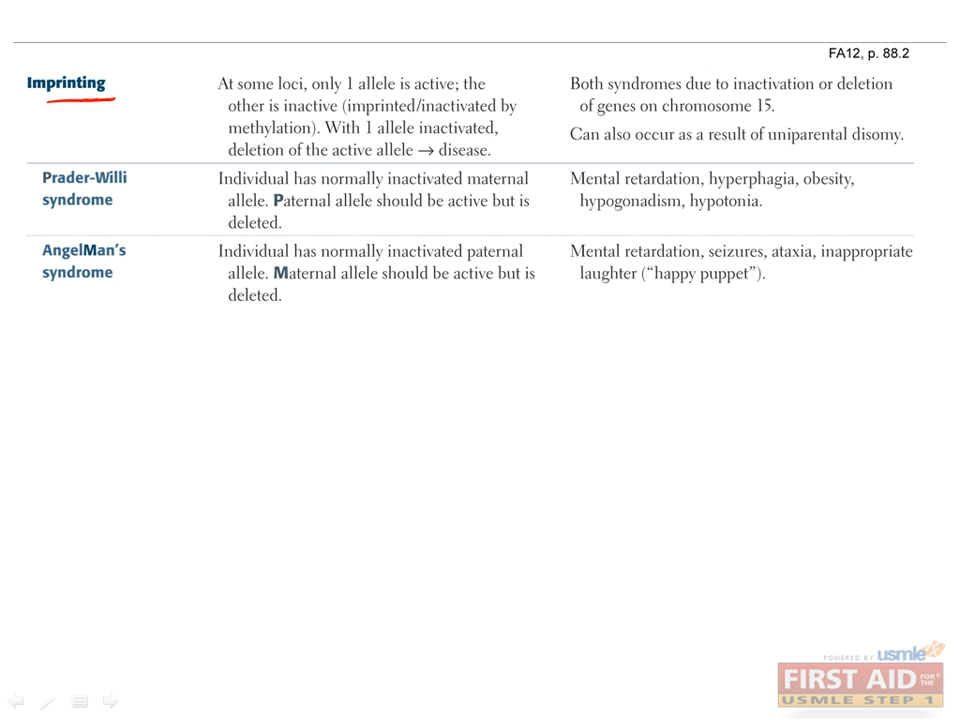 FA12, p. 88.2
Imprinting
At some loci, only 1 allele is active; the
other is inactive (imprinted/inactivated by
methylation). With 1 allele inactivated,
deletion of the active allele → disease.
Both syndromes due to inactivation or deletion
of genes on chromosome 15.
Can also occur as a result of uniparental disomy.
Prader-Willi
syndrome
Individual has normally inactivated maternal
allele. Paternal allele should be active but is
deleted.
Mental retardation, hyperphagia, obesity,
hypogonadism, hypotonia.
AngelMan's
syndrome
Individual has normally inactivated paternal
allele. Maternal allele should be active but is
deleted.
Mental retardation, seizures, ataxia, inappropriate
laughter (“happy puppet”).
POWERED BY usmle
FIRST AID FOR THE
USMLE STEP 1